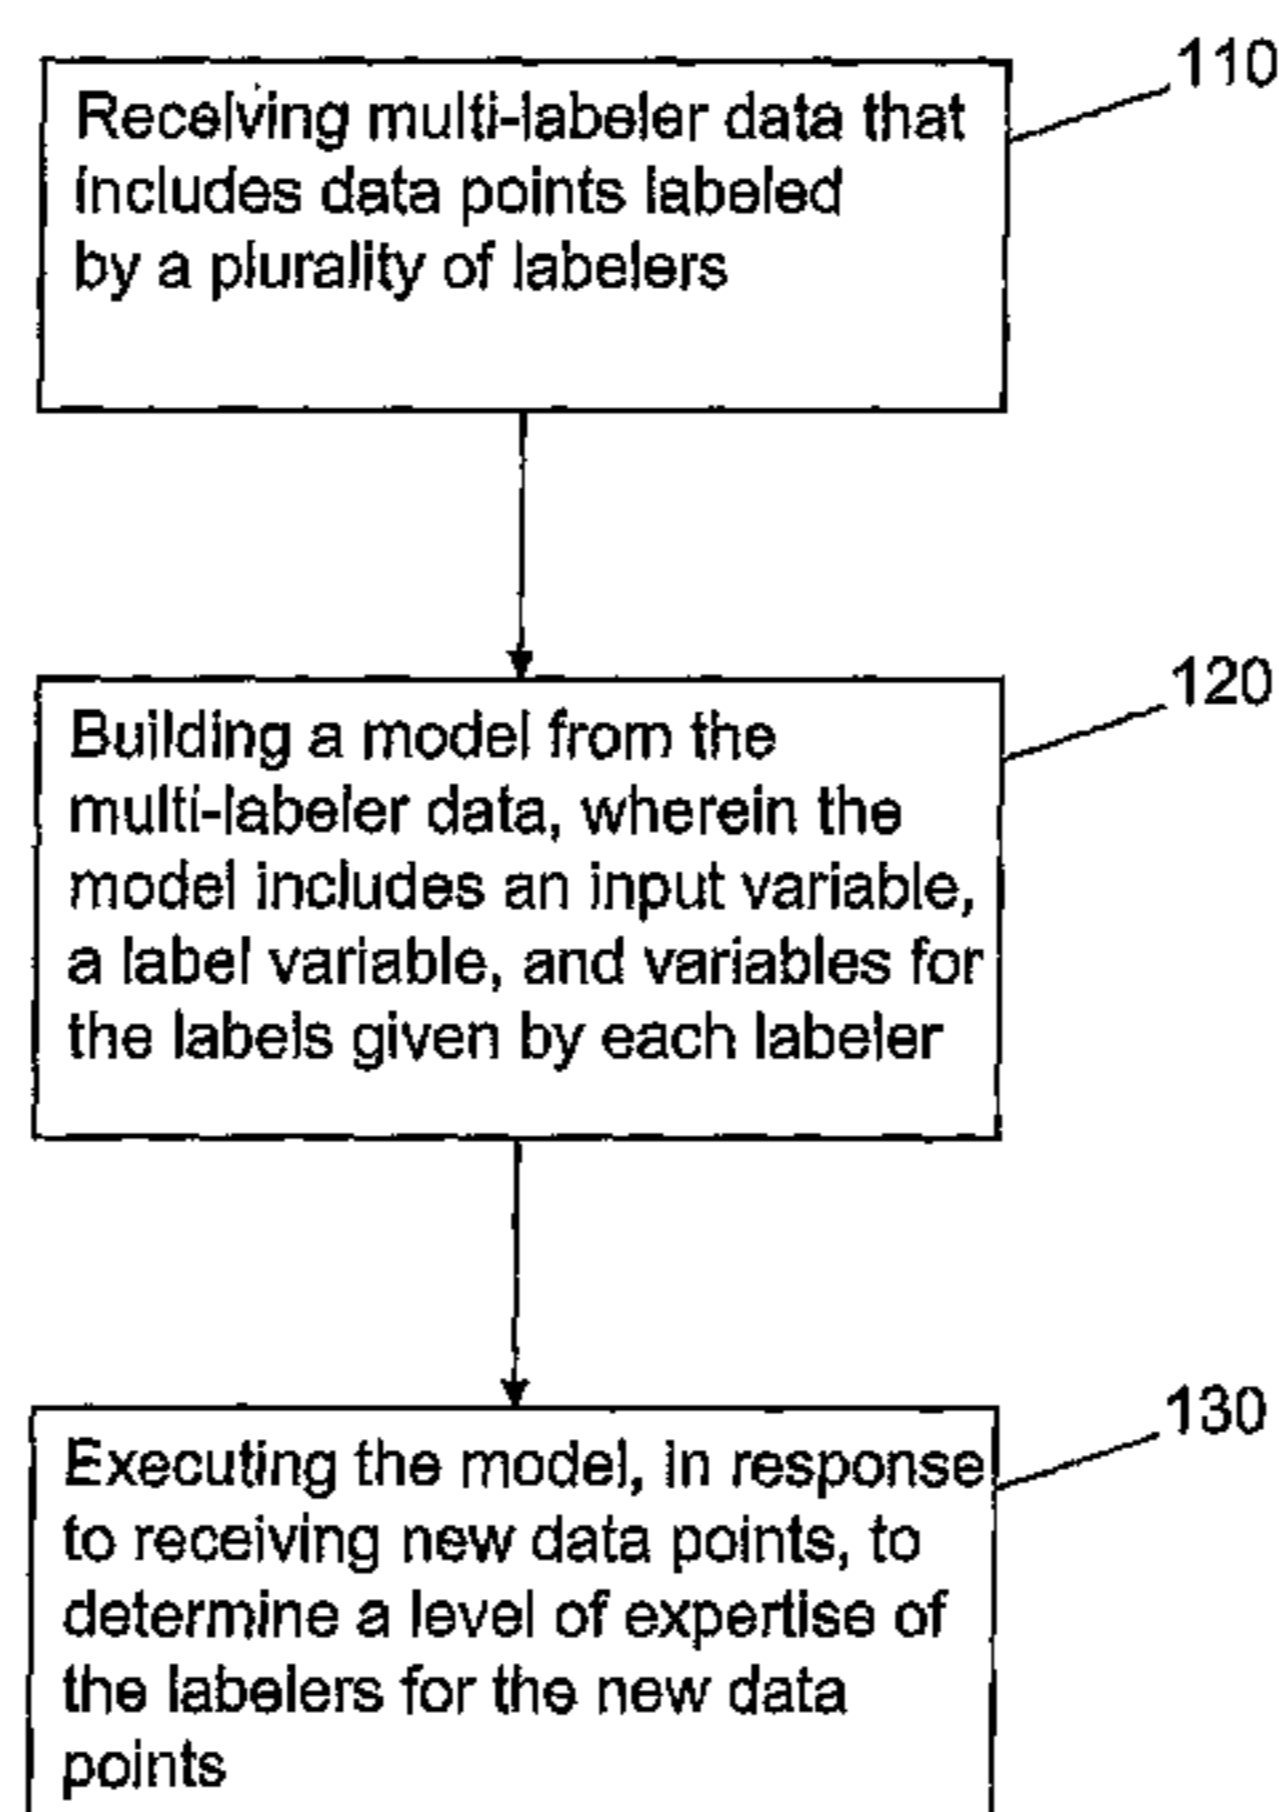 110
Receiving multi-labeler data that
includes data points labeled
by a plurality of labelers
120
Building a model from the
multi-labeler data, wherein the
model includes an input variable,
a label variable, and variables for
the labels given by each labeler
130
Executing the model, in response
to receiving new data points, to
determine a level of expertise of
the labelers for the new data
points